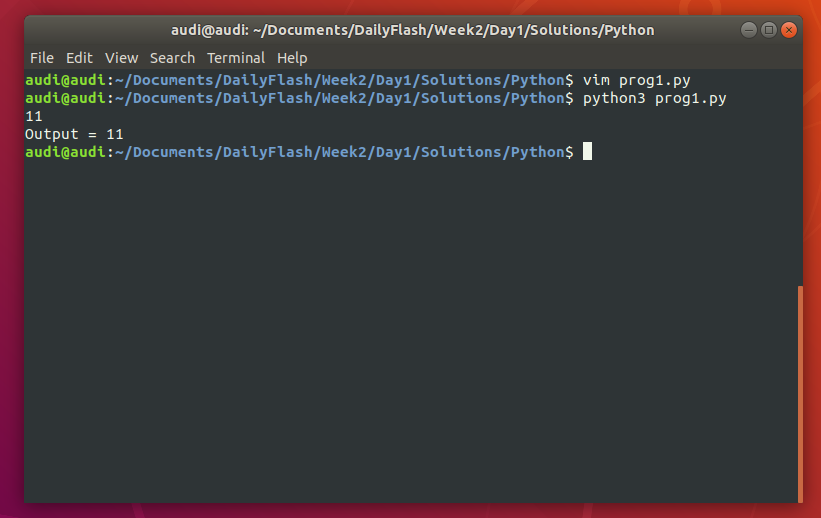 audi@audi: ~/Documents/DailyFlash/Week2/Day1/Solutions/Python
File Edit View Search Terminal Help
audi@audi:~/Documents/DailyFlash/Week2/Day1/Solutions/Python$ vim prog1.py
audi@audi:~/Documents/DailyFlash/Week2/Day1/Solutions/Python$ python3 prog1.py
11
Output = 11
audi@audi:~/Documents/DailyFlash/Week2/Day1/Solutions/Python$